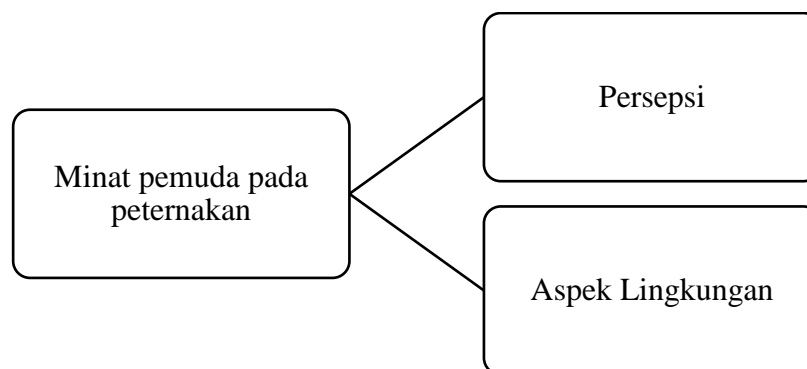 Minat pemuda pada
peternakan
Persepsi
Aspek Lingkungan